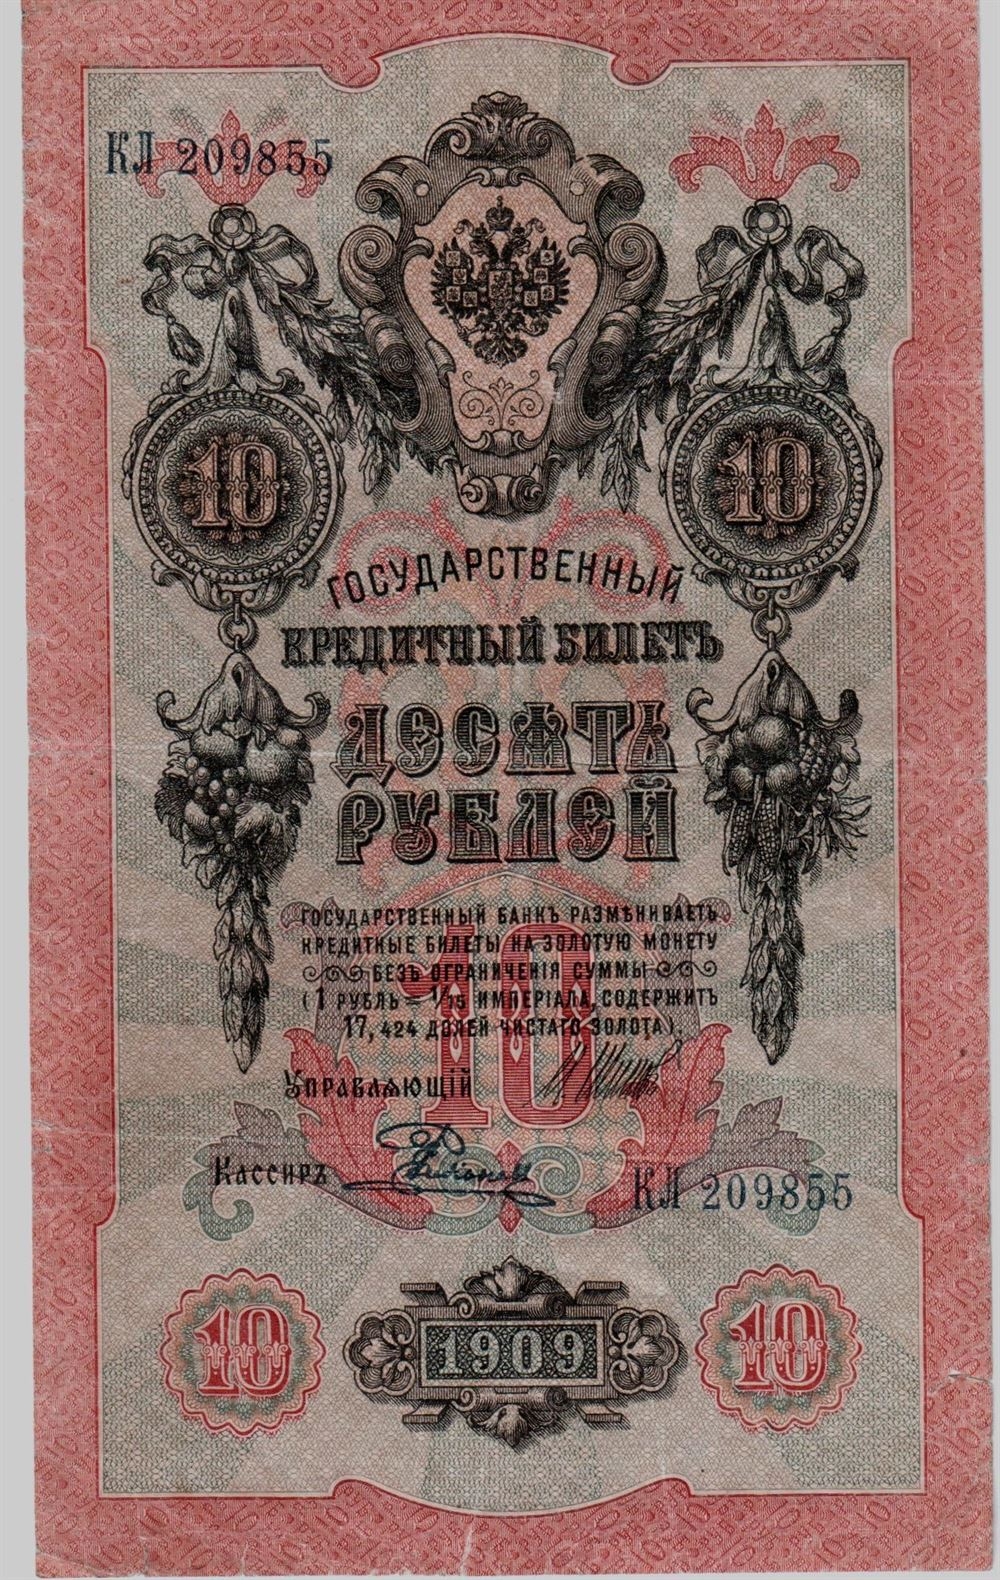 КЛ 209855
10 10
ГОСУДАРСТВЕННЫЙ
КРЕДИТНЫЙ БИЛЕТЪ
ДЕСЯТЬ
РУБЛЕЙ
ГОСУДАРСТВЕННЫЙ БАНКЪ РАЗМѢНИВАЕТЪ
КРЕДИТНЫЕ БИЛЕТЫ НА ЗОЛОТУЮ МОНЕТУ
БЕЗЪ ОГРАНИЧЕНІЯ СУММЫ
(1 РУБЛЬ = 1/15 ИМПЕРІАЛА, СОДЕРЖИТЪ
17,424 ДОЛЕЙ ЧИСТАГО ЗОЛОТА).
10
УПРАВЛЯЮЩІЙ
КАССИРЪ
КЛ 209855
10 1909 10